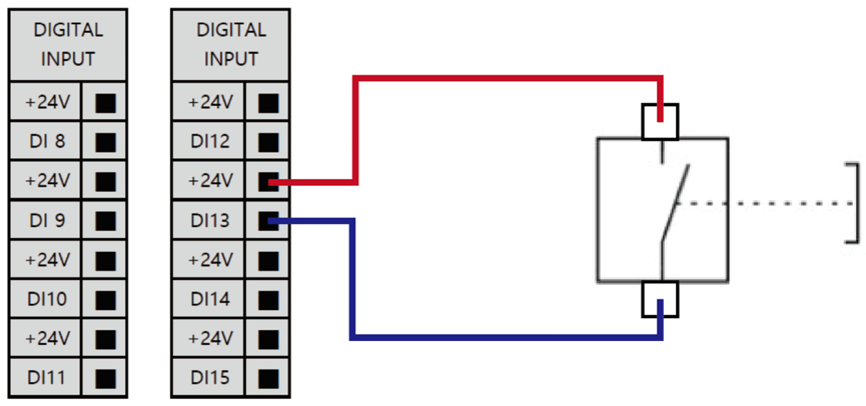 DIGITAL
INPUT
+24V
DI 8
+24V
DI 9
+24V
DI10
+24V
DI11
DIGITAL
INPUT
+24V
DI12
+24V
DI13
+24V
DI14
+24V
DI15